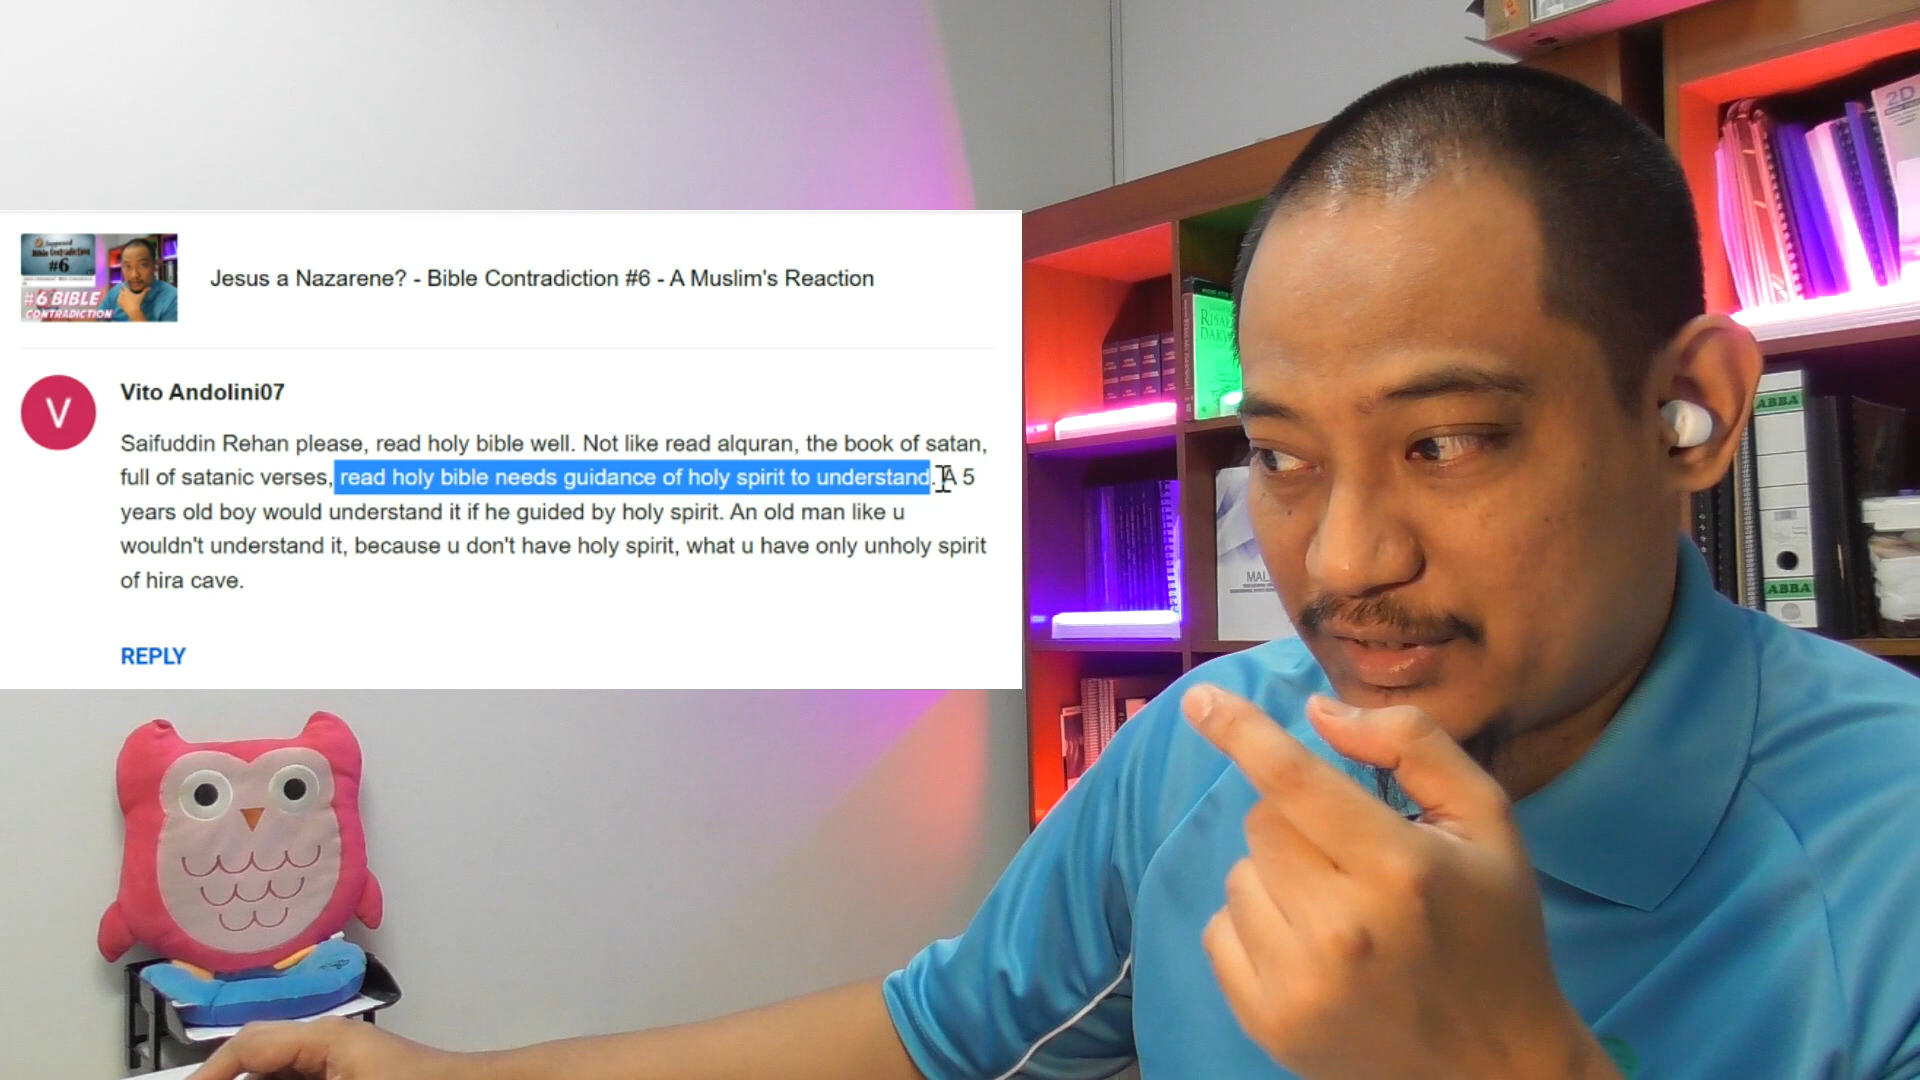 Supposed
Bible Contradiction
#6
#6 BIBLE
CONTRADICTION
Jesus a Nazarene? - Bible Contradiction #6 - A Muslim's Reaction
V
Vito Andolini07
Saifuddin Rehan please, read holy bible well. Not like read alquran, the book of satan,
full of satanic verses, read holy bible needs guidance of holy spirit to understand. A 5
years old boy would understand it if he guided by holy spirit. An old man like u
wouldn't understand it, because u don't have holy spirit, what u have only unholy spirit
of hira cave.
REPLY
2D
ABBA
ABBA